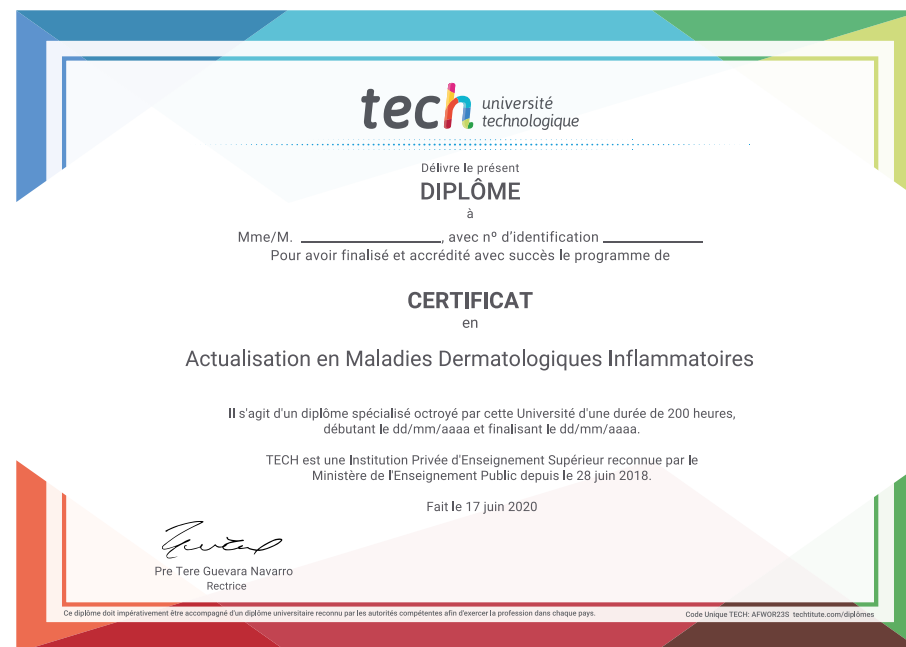 tech université
technologique
Délivre le présent
DIPLÔME
à
Mme/M. ____________________, avec nº d'identification ______________
Pour avoir finalisé et accrédité avec succès le programme de
CERTIFICAT
en
Actualisation en Maladies Dermatologiques Inflammatoires
Il s'agit d'un diplôme spécialisé octroyé par cette Université d'une durée de 200 heures,
débutant le dd/mm/aaaa et finalisant le dd/mm/aaaa.
TECH est une Institution Privée d'Enseignement Supérieur reconnue par le
Ministère de l'Enseignement Public depuis le 28 juin 2018.
Fait le 17 juin 2020
Pre Tere Guevara Navarro
Rectrice
Ce diplôme doit impérativement être accompagné d'un diplôme universitaire reconnu par les autorités compétentes afin d'exercer la profession dans chaque pays.
Code Unique TECH: AFWOR23S techtitute.com/diplômes